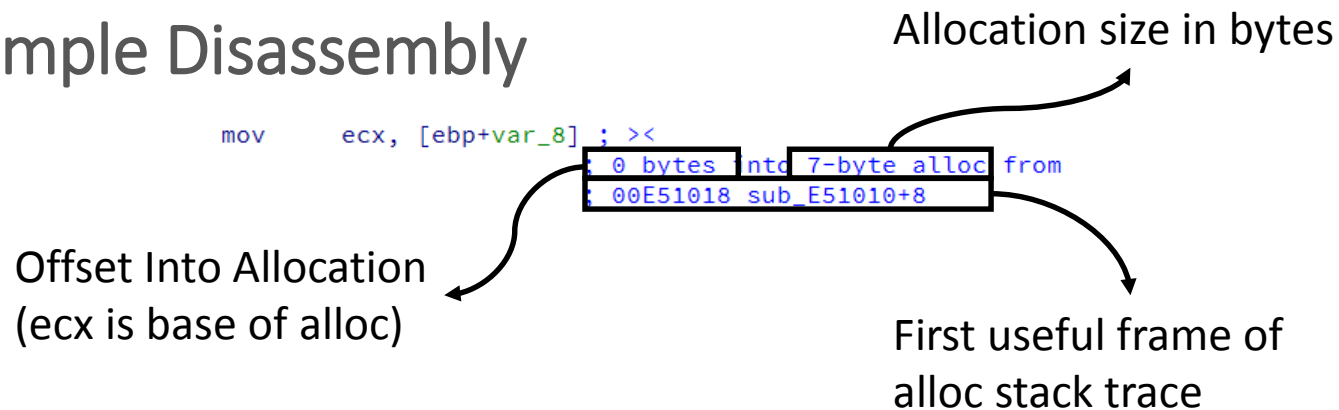 mple Disassembly
Allocation size in bytes
mov ecx, [ebp+var_8] ; ><
; 0 bytes into 7-byte alloc from
; 00E51018 sub_E51010+8
Offset Into Allocation
(ecx is base of alloc)
First useful frame of
alloc stack trace